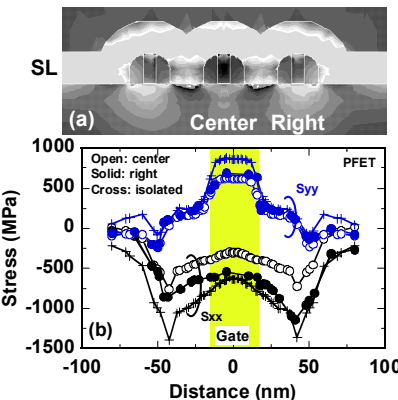 SL
Center Right
(a)
1000
500
0
-500
-1000
-1500
Stress (MPa)
Open: center
Solid: right
Cross: isolated
PFET
Syy
Sxx
(b)
Gate
-100
-50
0
50
100
Distance (nm)